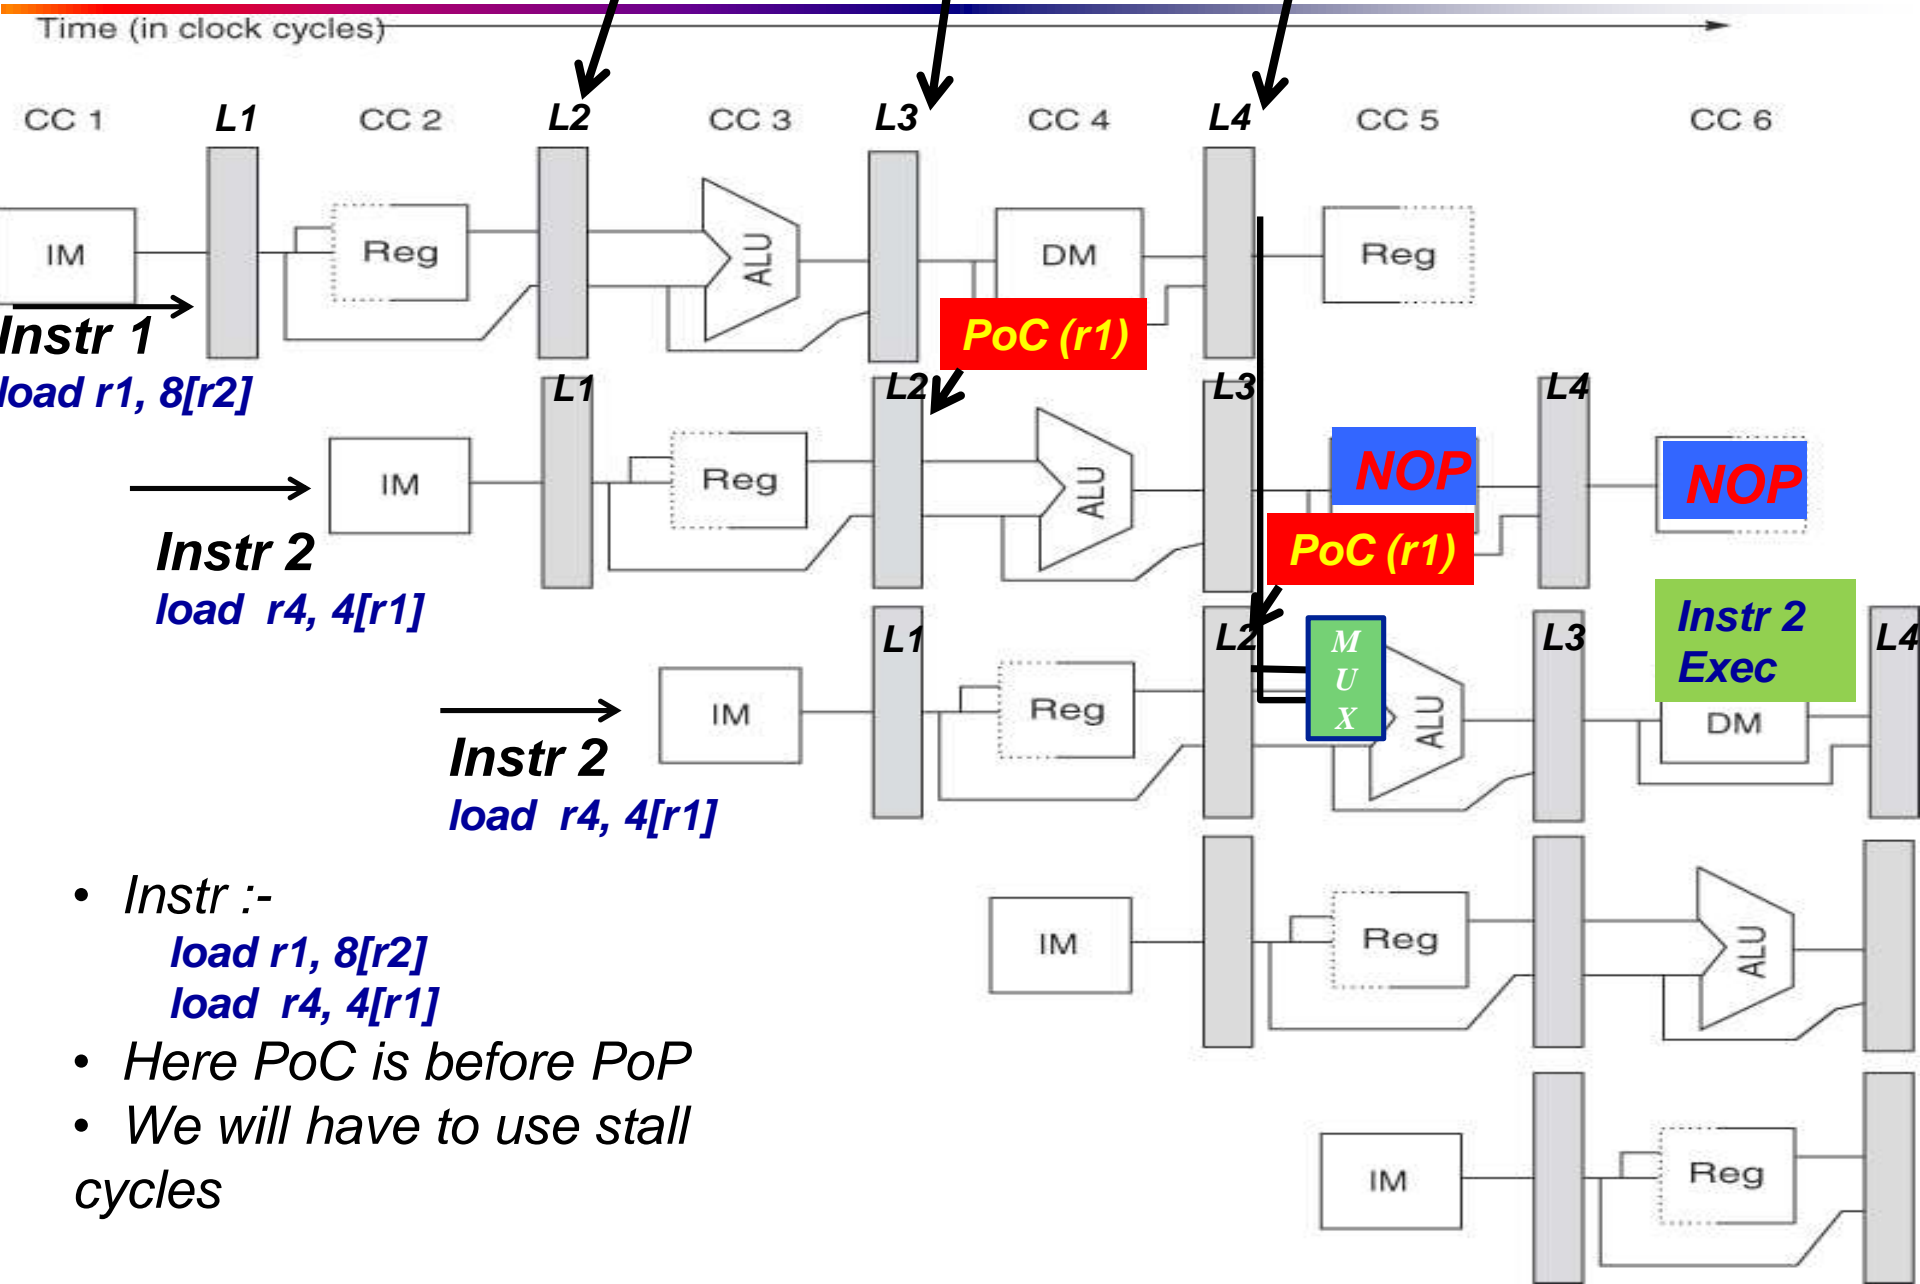 Time (in clock cycles)
CC 1 L1 CC 2 L2 CC 3 L3 CC 4 L4 CC 5 CC 6
IM Reg ALU DM Reg
Instr 1
PoC (r1)
load r1, 8[r2]
L1 L2 L3 L4
IM Reg ALU NOP NOP
Instr 2
PoC (r1)
load r4, 4[r1]
Instr 2
Exec
L1 L2 L3 L4
M
U
X
IM Reg ALU DM
Instr 2
load r4, 4[r1]
• Instr :-
load r1, 8[r2]
load r4, 4[r1]
IM Reg ALU
• Here PoC is before PoP
• We will have to use stall
cycles
IM Reg